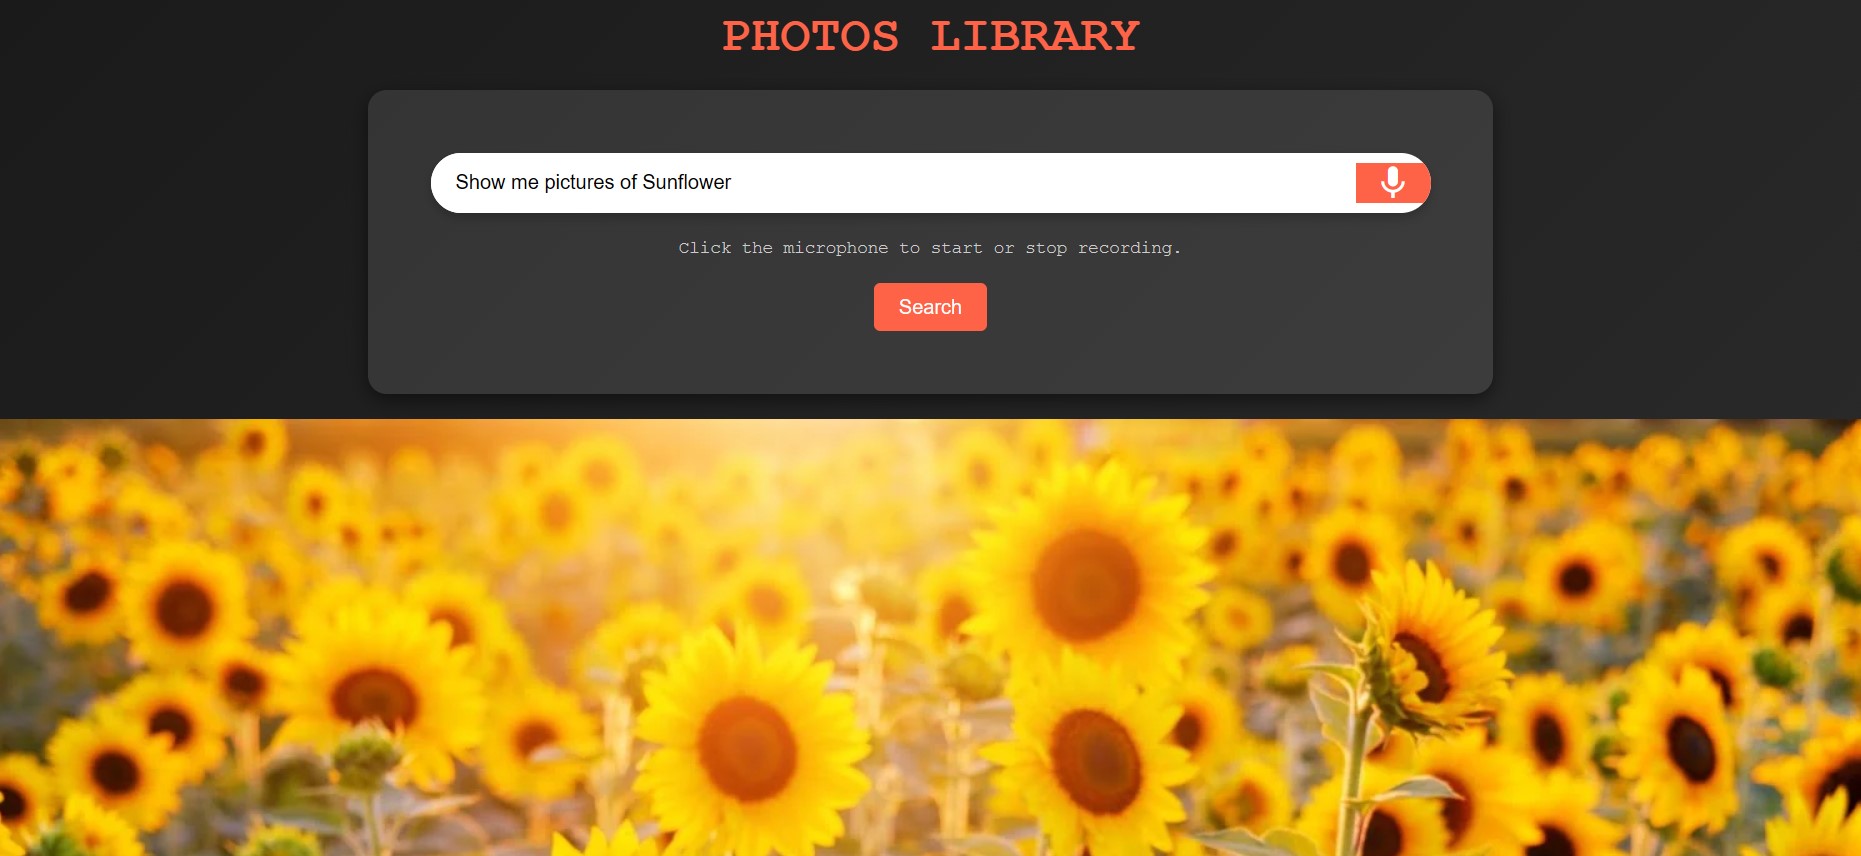 PHOTOS LIBRARY
Show me pictures of Sunflower
Click the microphone to start or stop recording.
Search